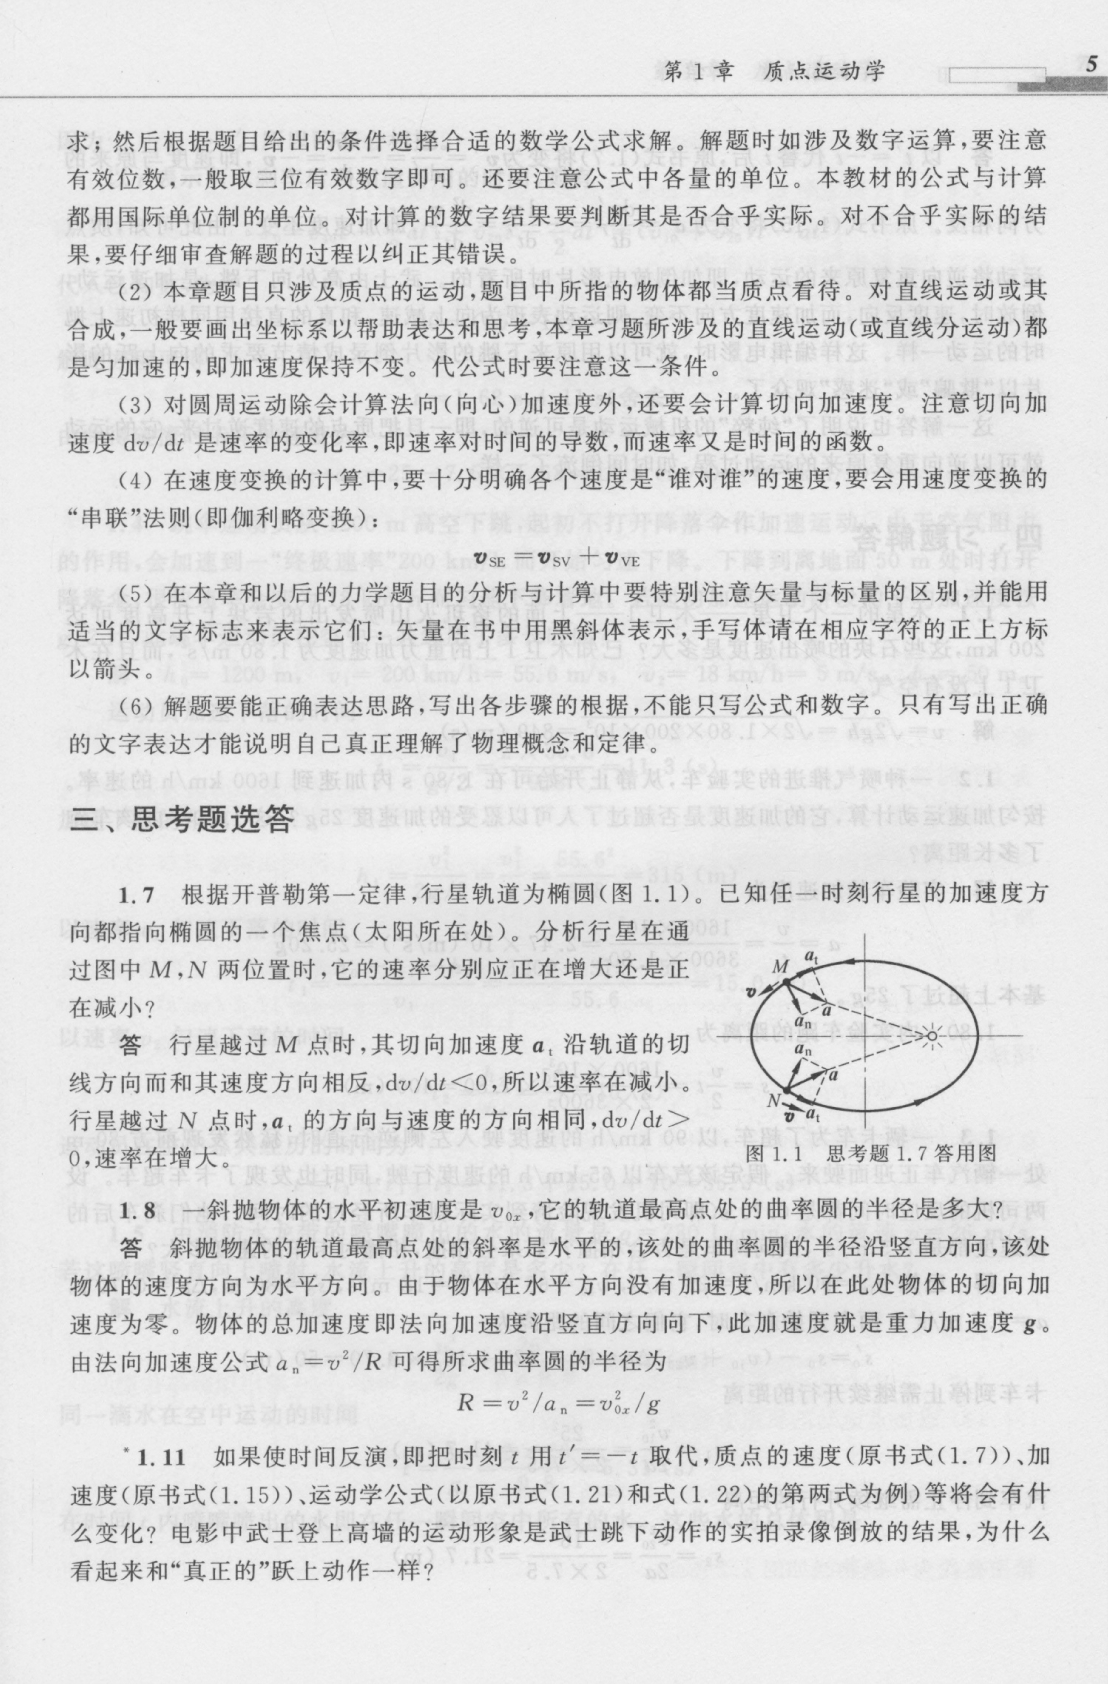 第1章 质点运动学 5
求；然后根据题目给出的条件选择合适的数学公式求解。解题时如涉及数字运算,要注意
有效位数,一般取三位有效数字即可。还要注意公式中各量的单位。本教材的公式与计算
都用国际单位制的单位。对计算的数字结果要判断其是否合乎实际。对不合乎实际的结
果,要仔细审查解题的过程以纠正其错误。
(2) 本章题目只涉及质点的运动,题目中所指的物体都当质点看待。对直线运动或其
合成,一般要画出坐标系以帮助表达和思考,本章习题所涉及的直线运动(或直线分运动)都
是匀加速的,即加速度保持不变。代公式时要注意这一条件。
(3) 对圆周运动除会计算法向(向心)加速度外,还要会计算切向加速度。注意切向加
速度 dv/dt 是速率的变化率,即速率对时间的导数,而速率又是时间的函数。
(4) 在速度变换的计算中,要十分明确各个速度是“谁对谁”的速度,要会用速度变换的
“串联”法则(即伽利略变换)：
v_SE = v_SV + v_VE
(5) 在本章和以后的力学题目的分析与计算中要特别注意矢量与标量的区别,并能用
适当的文字标志来表示它们：矢量在书中用黑斜体表示,手写体请在相应字符的正上方标
以箭头。
(6) 解题要能正确表达思路,写出各步骤的根据,不能只写公式和数字。只有写出正确
的文字表达才能说明自己真正理解了物理概念和定律。
三、思考题选答
1.7 根据开普勒第一定律,行星轨道为椭圆(图 1.1)。已知任一时刻行星的加速度方
向都指向椭圆的一个焦点(太阳所在处)。分析行星在通
过图中 M,N 两位置时,它的速率分别应正在增大还是正
在减小?
答 行星越过 M 点时,其切向加速度 a_t 沿轨道的切
线方向而和其速度方向相反,dv/dt<0,所以速率在减小。
行星越过 N 点时,a_t 的方向与速度的方向相同,dv/dt>
0,速率在增大。
M
a_t
v
a_n
a
a_n
a
N
v
a_t
图 1.1 思考题 1.7 答用图
1.8 一斜抛物体的水平初速度是 v_0x,它的轨道最高点处的曲率圆的半径是多大?
答 斜抛物体的轨道最高点处的斜率是水平的,该处的曲率圆的半径沿竖直方向,该处
物体的速度方向为水平方向。由于物体在水平方向没有加速度,所以在此处物体的切向加
速度为零。物体的总加速度即法向加速度沿竖直方向向下,此加速度就是重力加速度 g。
由法向加速度公式 a_n=v²/R 可得所求曲率圆的半径为
R = v²/a_n = v²_0x/g
*1.11 如果使时间反演,即把时刻 t 用 t′=−t 取代,质点的速度(原书式(1.7))、加
速度(原书式(1.15))、运动学公式(以原书式(1.21)和式(1.22)的第两式为例)等将会有什
么变化? 电影中武士登上高墙的运动形象是武士跳下动作的实拍录像倒放的结果,为什么
看起来和“真正的”跃上动作一样?